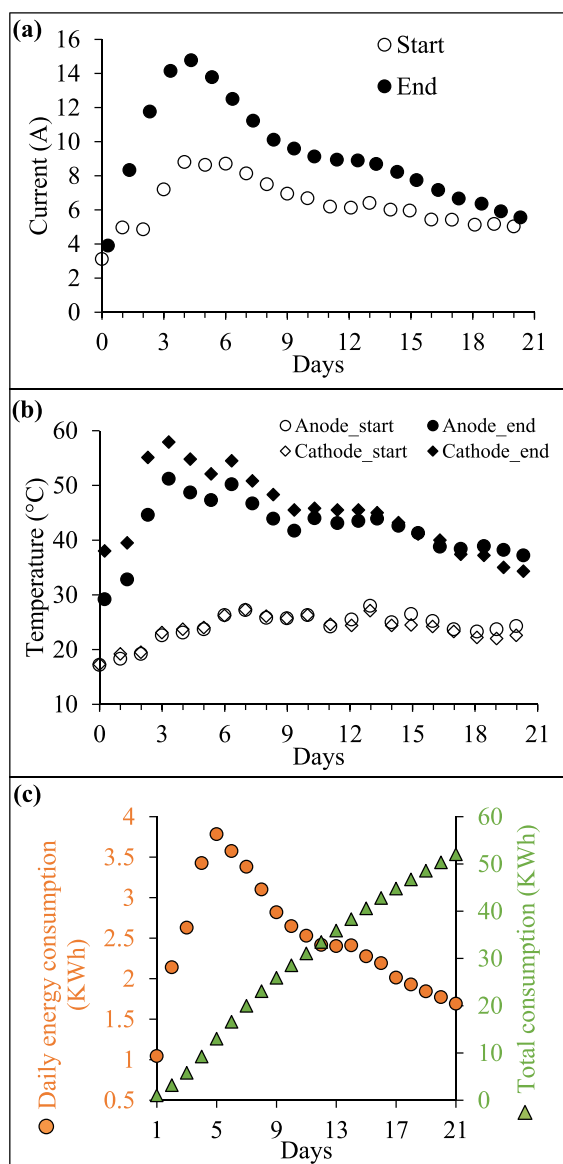 (a)
Start
End
Current (A)
16
14
12
10
8
6
4
2
0
0 3 6 9 12 15 18 21
Days
(b)
Anode_start Anode_end
Cathode_start Cathode_end
Temperature (°C)
60
50
40
30
20
10
0 3 6 9 12 15 18 21
Days
(c)
Daily energy consumption
(KWh)
4
3.5
3
2.5
2
1.5
1
0.5
60
50
40
30
20
10
0
Total consumption (KWh)
1 5 9 13 17 21
Days